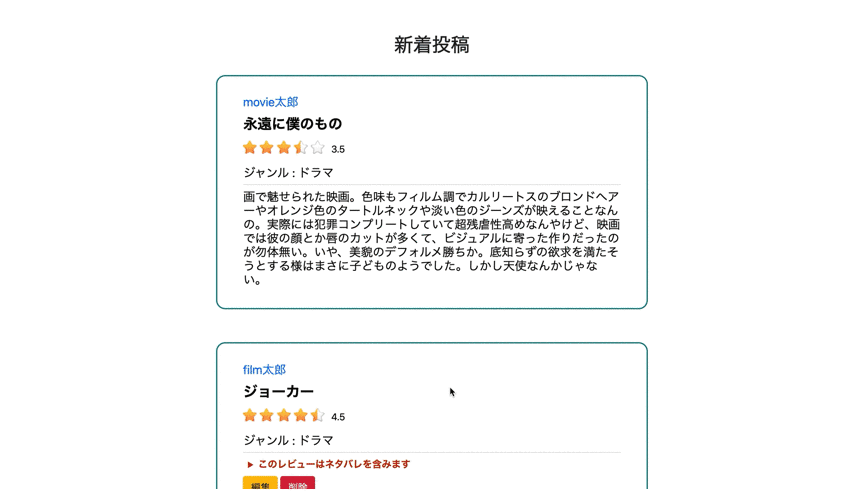 新着投稿
movie太郎
永遠に僕のもの
3.5
ジャンル : ドラマ
画で魅せられた映画。色味もフィルム調でカルリートスのブロンドヘア
ーやオレンジ色のタートルネックや淡い色のジーンズが映えることなん
の。実際には犯罪コンプリートしていて超残虐性高めなんやけど、映画
では彼の顔とか唇のカットが多くて、ビジュアルに寄った作りだったの
が勿体無い。いや、美貌のデフォルメ勝ちか。底知らずの欲求を満たそ
うとする様はまさに子どものようでした。しかし天使なんかじゃな
い。
film太郎
ジョーカー
4.5
ジャンル : ドラマ
▶ このレビューはネタバレを含みます
編集 削除